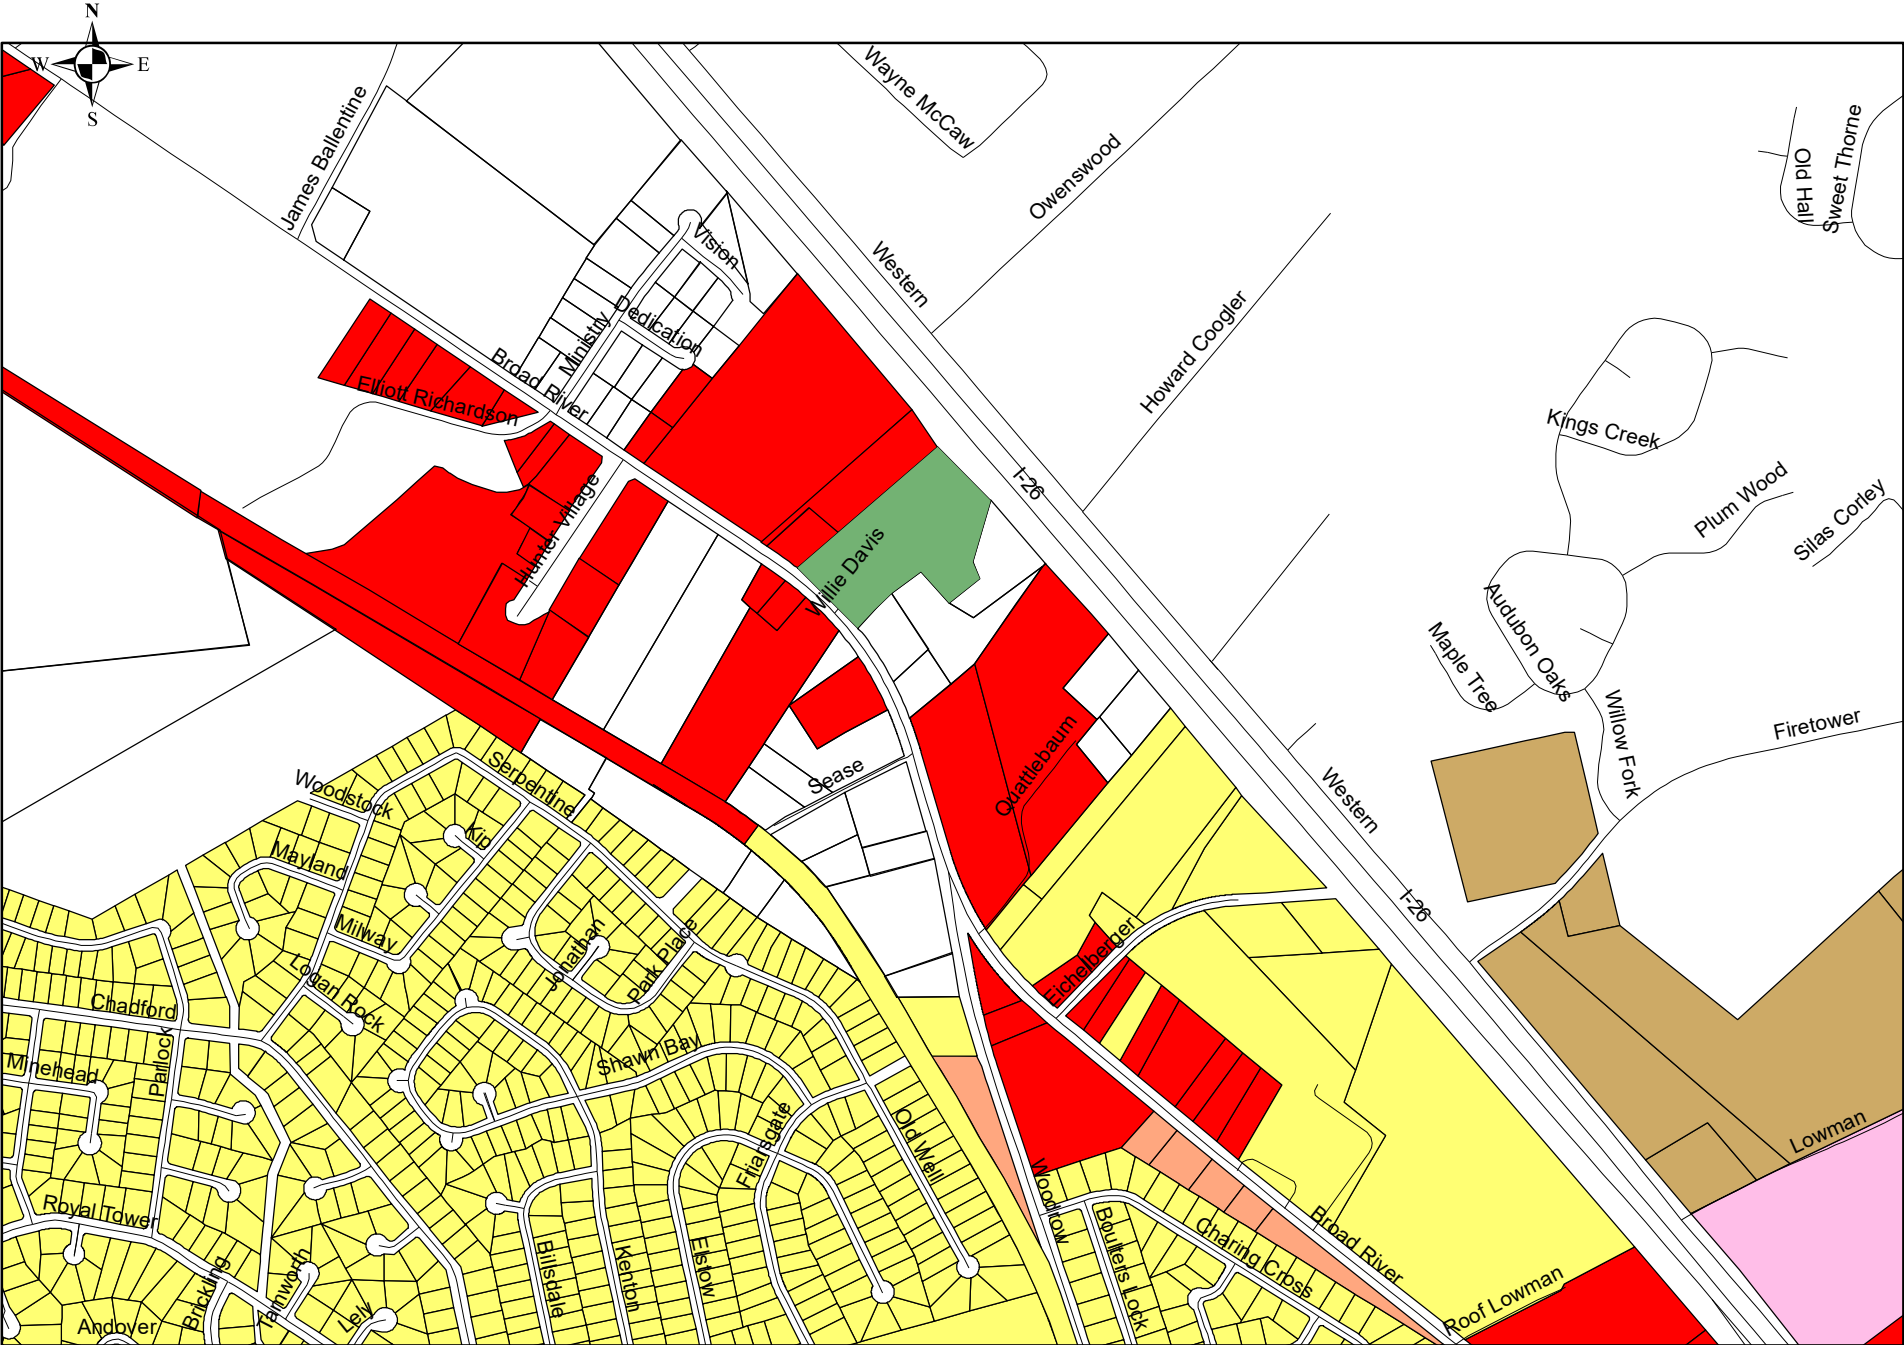 N
W
E
S
Wayne McCaw
James Ballentine
Old Hall
Sweet Thorne
Owenswood
Vision
Western
Dedication
Ministry
Howard Coogler
Broad River
Elliott Richardson
Kings Creek
I-26
Plum Wood
Silas Corley
Hunter Village
Willie Davis
Audubon Oaks
Maple Tree
Willow Fork
Firetower
Quattlebaum
Sease
Serpentine
Woodstock
Western
Kip
Mayland
I-26
Milway
Jonathan
Park Place
Eichelberger
Logan Rock
Chadford
Parlock
Shawn Bay
Minehead
Friarsgate
Old Well
Lowman
Woodrow
Royal Tower
Boulters Lock
Charing Cross
Broad River
Billsdale
Kenton
Elstow
Brickling
Tamworth
Lely
Roof Lowman
Andover